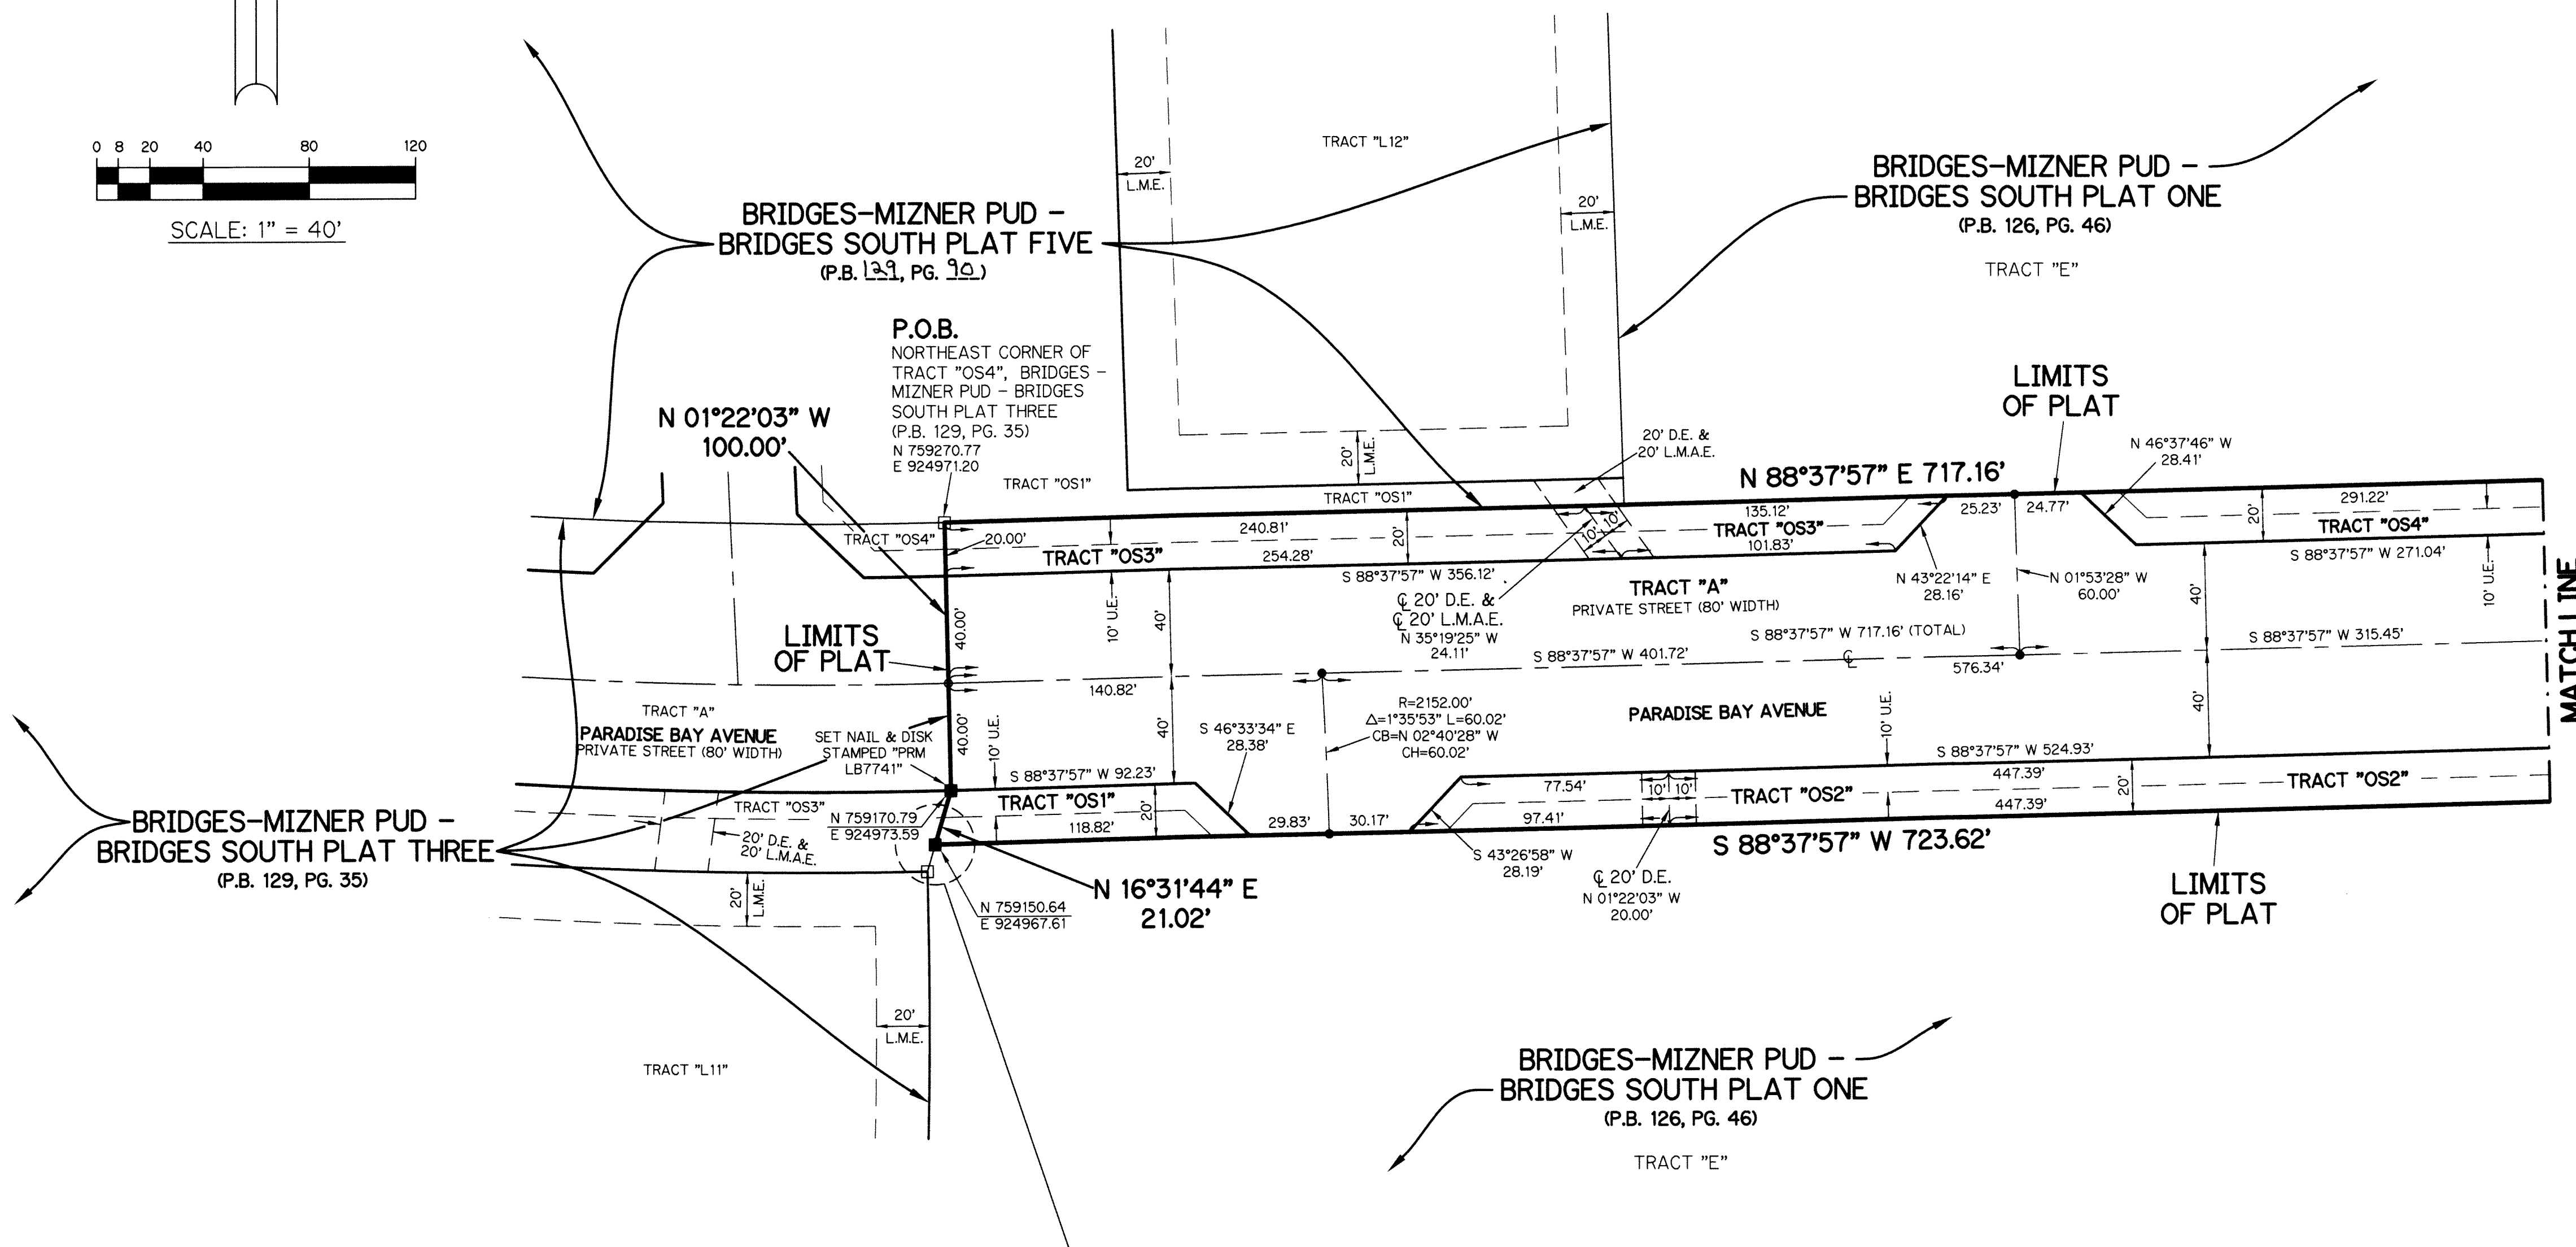 0 8 20 40 80 120
SCALE: 1" = 40'
BRIDGES-MIZNER PUD -
BRIDGES SOUTH PLAT FIVE
(P.B. 129, PG. 90)
TRACT "L12"
20'
L.M.E.
20'
L.M.E.
20'
L.M.E.
BRIDGES-MIZNER PUD -
BRIDGES SOUTH PLAT ONE
(P.B. 126, PG. 46)
TRACT "E"
P.O.B.
NORTHEAST CORNER OF
TRACT "OS4", BRIDGES -
MIZNER PUD - BRIDGES
SOUTH PLAT THREE
(P.B. 129, PG. 35)
N 759270.77
E 924971.20
N 01°22'03" W
100.00'
TRACT "OS1"
TRACT "OS1"
20' D.E. &
20' L.M.A.E.
LIMITS
OF PLAT
N 88°37'57" E 717.16'
N 46°37'46" W
28.41'
TRACT "OS4"
20.00'
240.81'
TRACT "OS3"
254.28'
20'
10'
10'
135.12'
TRACT "OS3"
101.83'
25.23'
24.77'
20'
291.22'
TRACT "OS4"
S 88°37'57" W 271.04'
S 88°37'57" W 356.12'
N 43°22'14" E
28.16'
N 01°53'28" W
60.00'
TRACT "A"
PRIVATE STREET (80' WIDTH)
℄ 20' D.E. &
℄ 20' L.M.A.E.
N 35°19'25" W
24.11'
40.00'
10' U.E.
40'
40'
10' U.E.
LIMITS
OF PLAT
S 88°37'57" W 717.16' (TOTAL)
S 88°37'57" W 401.72'
℄
576.34'
S 88°37'57" W 315.45'
MATCH LINE
140.82'
TRACT "A"
PARADISE BAY AVENUE
PRIVATE STREET (80' WIDTH)
SET NAIL & DISK
STAMPED "PRM
LB7741"
40.00'
10' U.E.
40'
S 46°33'34" E
28.38'
R=2152.00'
Δ=1°35'53" L=60.02'
CB=N 02°40'28" W
CH=60.02'
PARADISE BAY AVENUE
10' U.E.
40'
S 88°37'57" W 524.93'
S 88°37'57" W 92.23'
TRACT "OS1"
118.82'
20'
29.83'
30.17'
77.54'
97.41'
10'
10'
TRACT "OS2"
447.39'
447.39'
20'
TRACT "OS2"
TRACT "OS3"
20' D.E. &
20' L.M.A.E.
N 759170.79
E 924973.59
BRIDGES-MIZNER PUD -
BRIDGES SOUTH PLAT THREE
(P.B. 129, PG. 35)
S 88°37'57" W 723.62'
S 43°26'58" W
28.19'
℄ 20' D.E.
N 01°22'03" W
20.00'
N 16°31'44" E
21.02'
N 759150.64
E 924967.61
20'
L.M.E.
LIMITS
OF PLAT
20'
L.M.E.
TRACT "L11"
BRIDGES-MIZNER PUD -
BRIDGES SOUTH PLAT ONE
(P.B. 126, PG. 46)
TRACT "E"